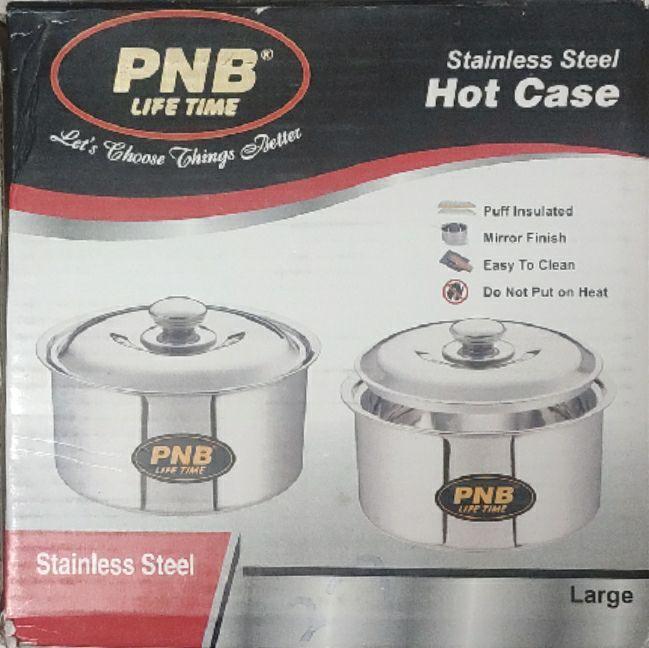 PNB®
LIFE TIME
Let's Choose Things Better
Stainless Steel
Hot Case
Puff Insulated
Mirror Finish
Easy To Clean
Do Not Put on Heat
PNB
LIFE TIME
PNB
LIFE TIME
Stainless Steel
Large